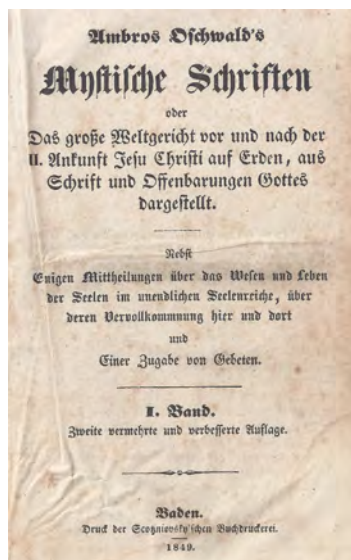 Ambros Oschwald's
Mystische Schriften
oder
Das große Weltgericht vor und nach der
II. Ankunft Jesu Christi auf Erden, aus
Schrift und Offenbarungen Gottes
dargestellt.
Nebst
Enigen Mittheilungen über das Wesen und Leben
der Seelen im unendlichen Seelenreiche, über
deren Vervollkommnung hier und dort
und
Einer Zugabe von Gebeten.
I. Band.
Zweite vermehrte und verbesserte Auflage.
Baden.
Druck der Scotzniovsky'schen Buchdruckerei.
1849.